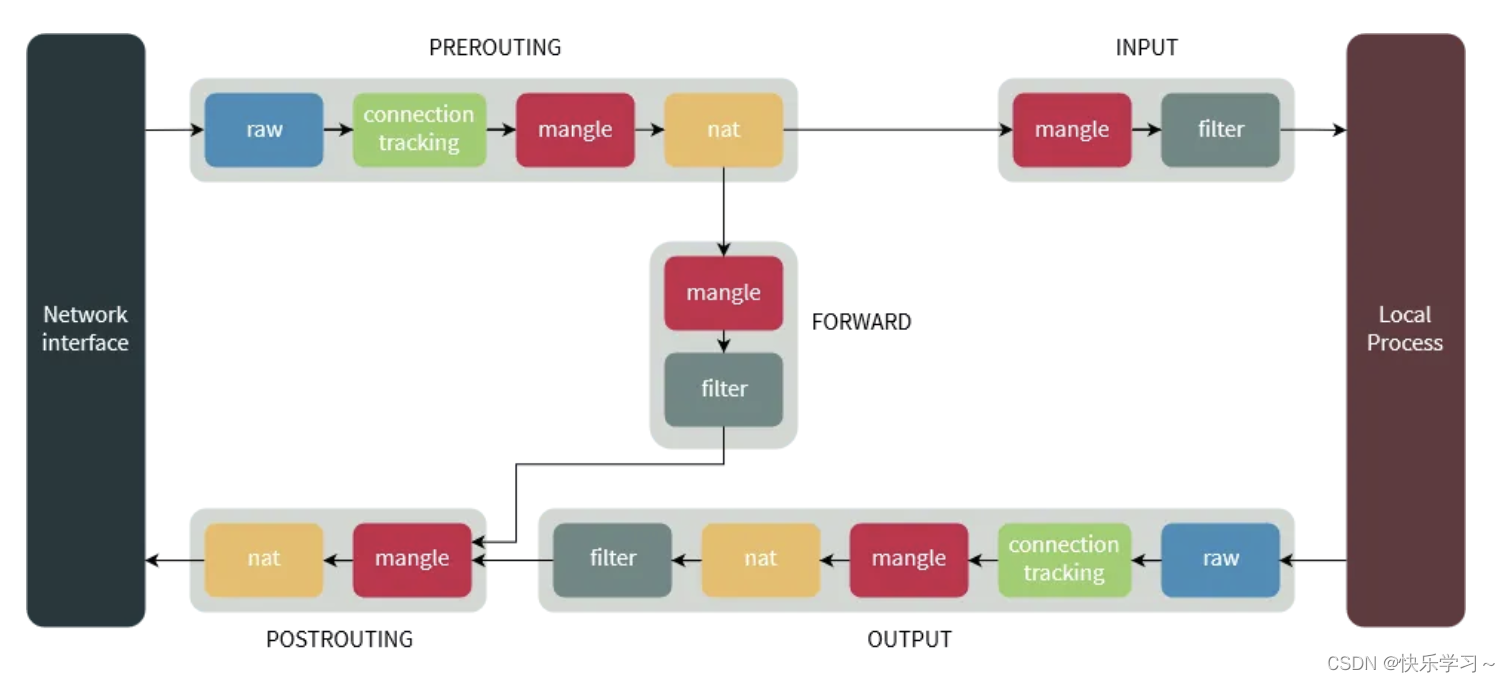 PREROUTING
INPUT
raw
connection
tracking
mangle
nat
mangle
filter
Network
interface
mangle
filter
FORWARD
Local
Process
nat
mangle
filter
nat
mangle
connection
tracking
raw
POSTROUTING
OUTPUT
CSDN @快乐学习～